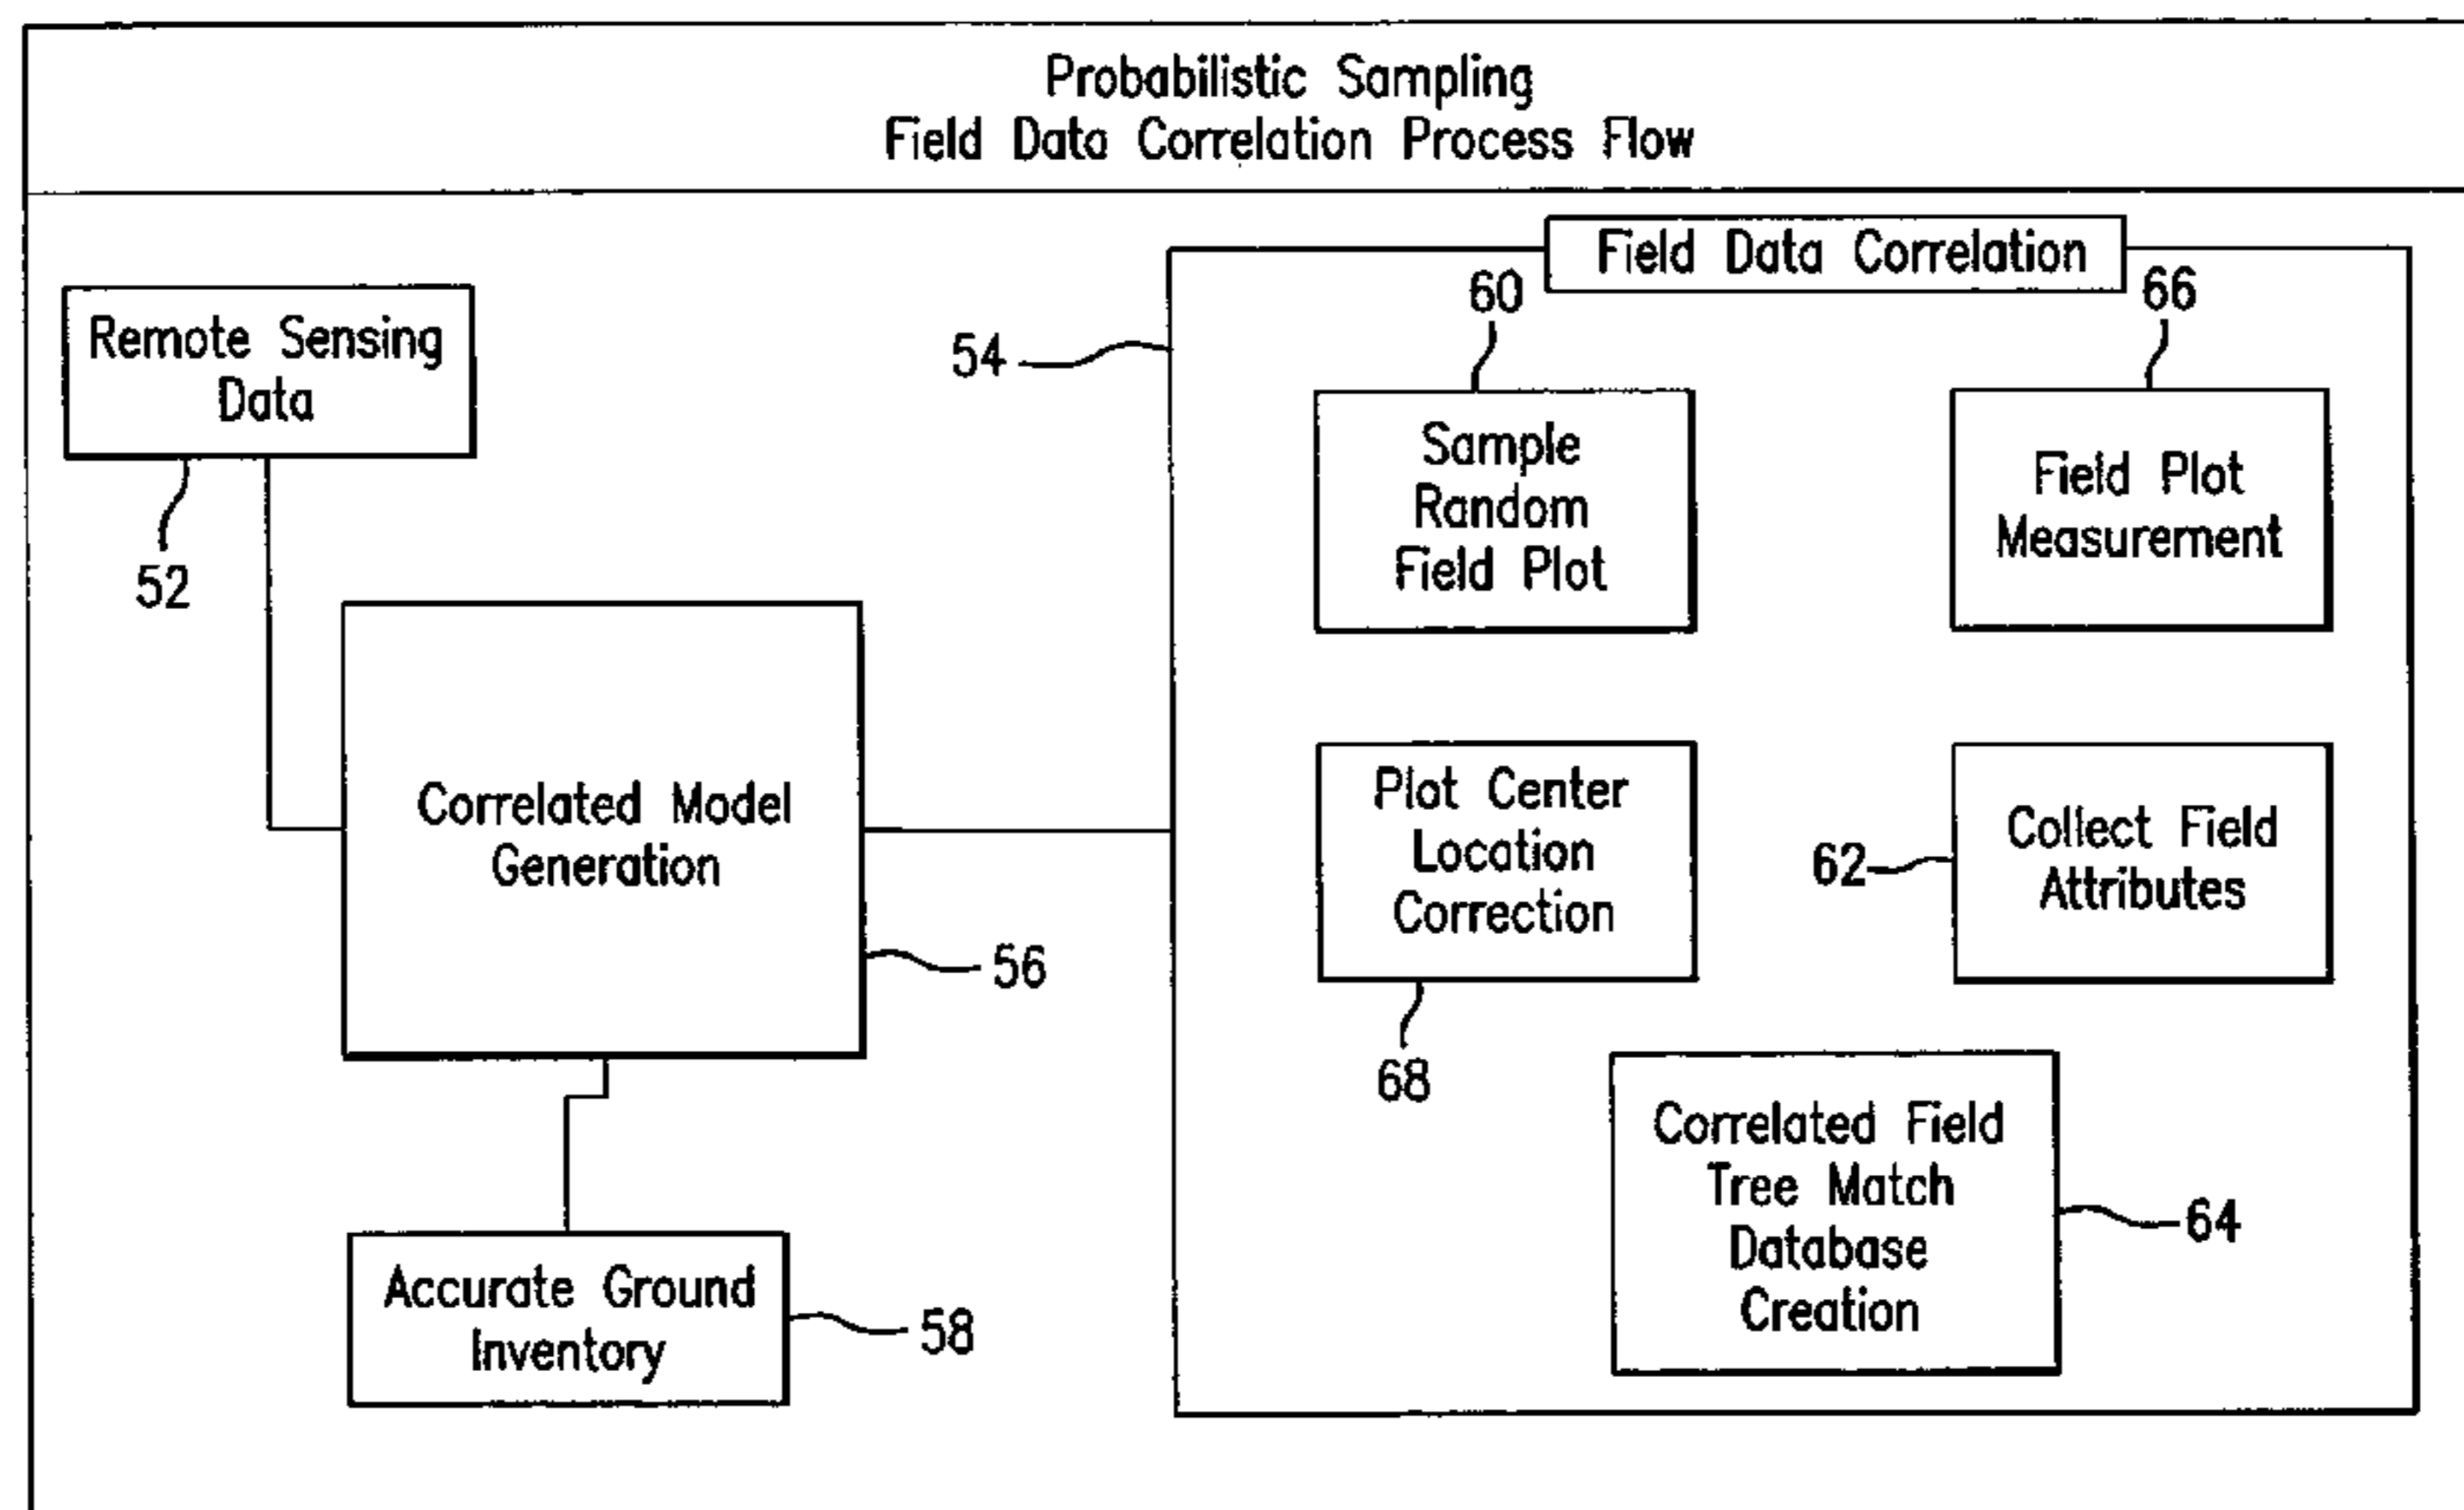 Probabilistic Sampling
Field Data Correlation Process Flow
Field Data Correlation
Remote Sensing
Data
52
54
60
66
Sample
Random
Field Plot
Field Plot
Measurement
Correlated Model
Generation
56
Plot Center
Location
Correction
68
62
Collect Field
Attributes
Correlated Field
Tree Match
Database
Creation
64
Accurate Ground
Inventory
58